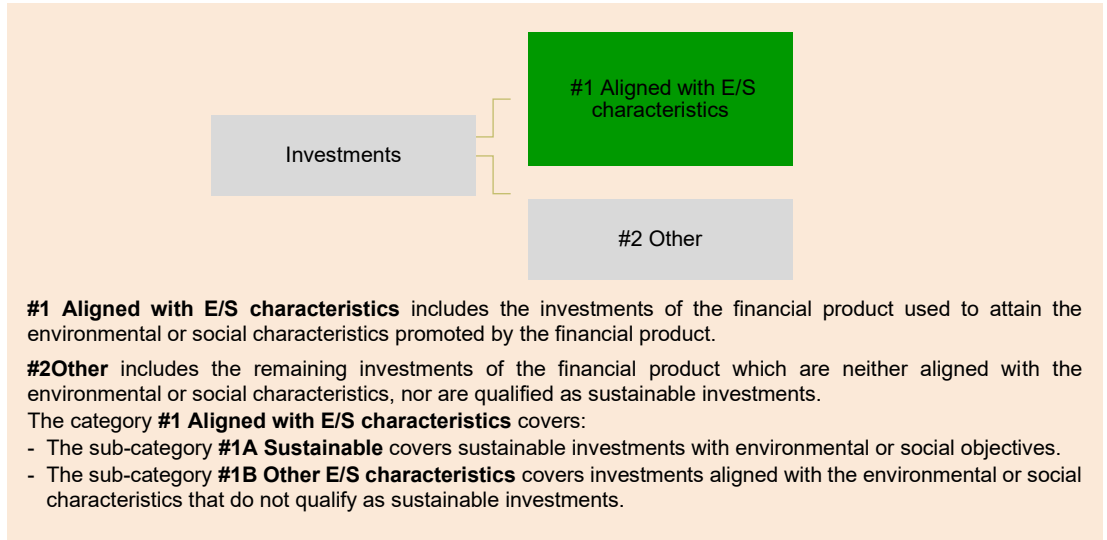 #1 Aligned with E/S
characteristics
Investments
#2 Other
#1 Aligned with E/S characteristics includes the investments of the financial product used to attain the
environmental or social characteristics promoted by the financial product.
#2Other includes the remaining investments of the financial product which are neither aligned with the
environmental or social characteristics, nor are qualified as sustainable investments.
The category #1 Aligned with E/S characteristics covers:
- The sub-category #1A Sustainable covers sustainable investments with environmental or social objectives.
- The sub-category #1B Other E/S characteristics covers investments aligned with the environmental or social
characteristics that do not qualify as sustainable investments.